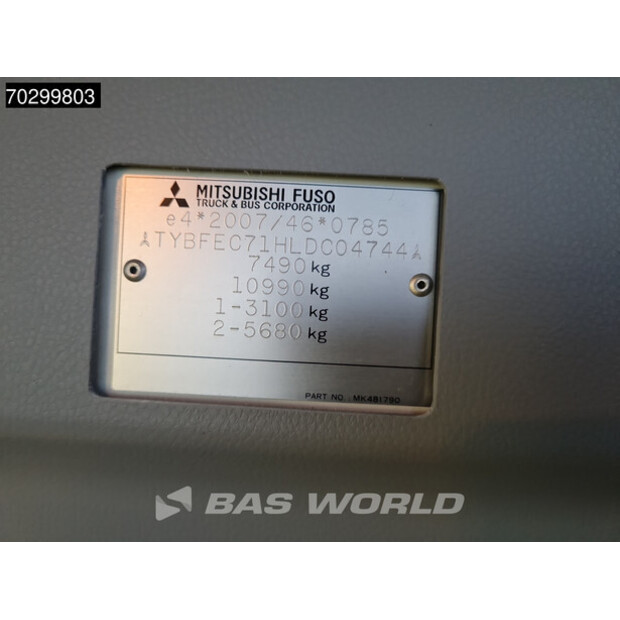 70299803
MITSUBISHI FUSO
TRUCK & BUS CORPORATION
e4*2007/46*0785
TYBFEC71HLDC04744
7490 kg
10990 kg
1-3100 kg
2-5680 kg
PART NO. MK481790
BAS WORLD